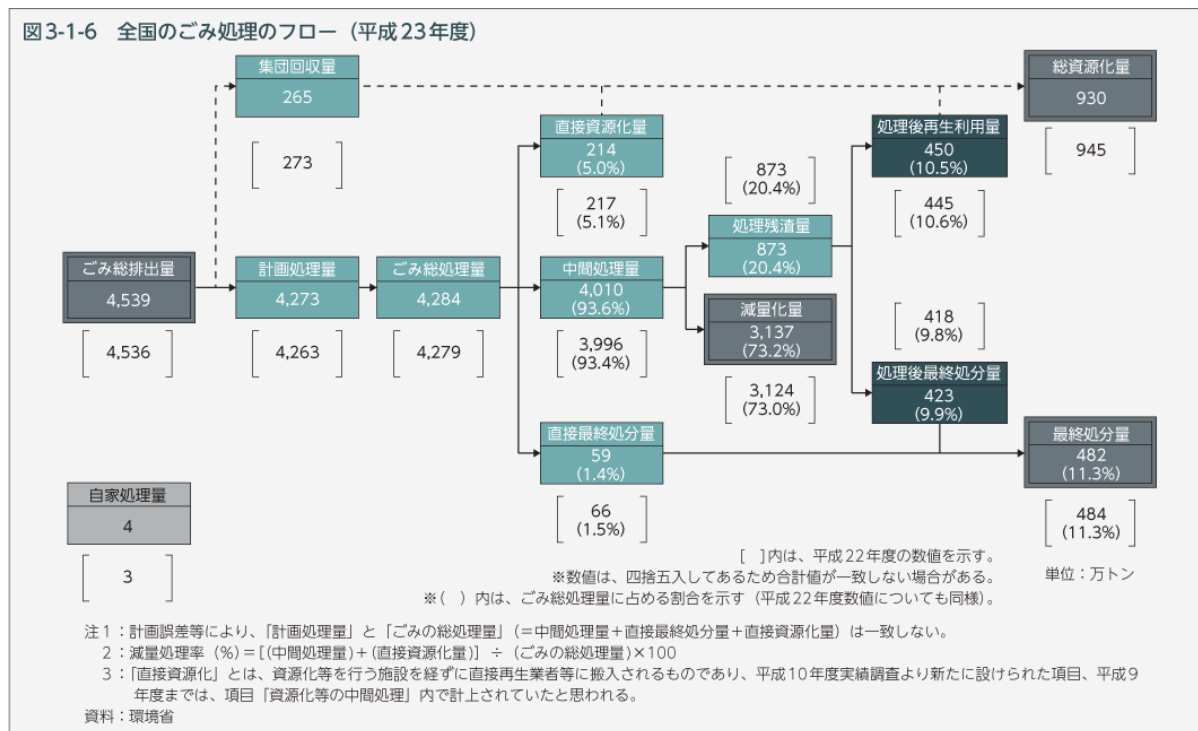 図3-1-6 全国のごみ処理のフロー（平成23年度）
集団回収量
265
[273]
総資源化量
930
[945]
直接資源化量
214
(5.0%)
[217
(5.1%)]
処理後再生利用量
450
(10.5%)
[445
(10.6%)]
[873
(20.4%)]
処理残渣量
873
(20.4%)
ごみ総排出量
4,539
[4,536]
計画処理量
4,273
[4,263]
ごみ総処理量
4,284
[4,279]
中間処理量
4,010
(93.6%)
[3,996
(93.4%)]
減量化量
3,137
(73.2%)
[3,124
(73.0%)]
[418
(9.8%)]
処理後最終処分量
423
(9.9%)
直接最終処分量
59
(1.4%)
[66
(1.5%)]
最終処分量
482
(11.3%)
[484
(11.3%)]
自家処理量
4
[3]
[ ]内は、平成22年度の数値を示す。
※数値は、四捨五入してあるため合計値が一致しない場合がある。
単位：万トン
※( )内は、ごみ総処理量に占める割合を示す（平成22年度数値についても同様）。
注1：計画誤差等により、「計画処理量」と「ごみの総処理量」（＝中間処理量＋直接最終処分量＋直接資源化量）は一致しない。
2：減量処理率（%）＝[(中間処理量)＋(直接資源化量)]÷(ごみの総処理量)×100
3：「直接資源化」とは、資源化等を行う施設を経ずに直接再生業者等に搬入されるものであり、平成10年度実績調査より新たに設けられた項目、平成9
年度までは、項目「資源化等の中間処理」内で計上されていたと思われる。
資料：環境省